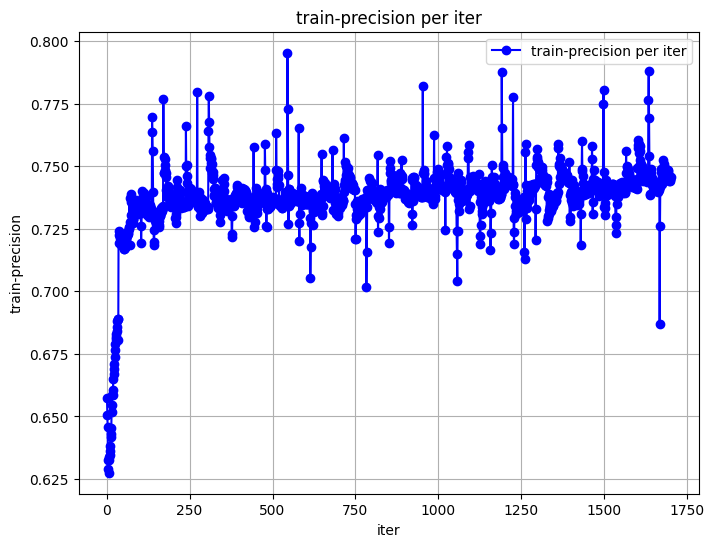 train-precision per iter
train-precision per iter
0.800
0.775
0.750
0.725
0.700
0.675
0.650
0.625
train-precision
0 250 500 750 1000 1250 1500 1750
iter